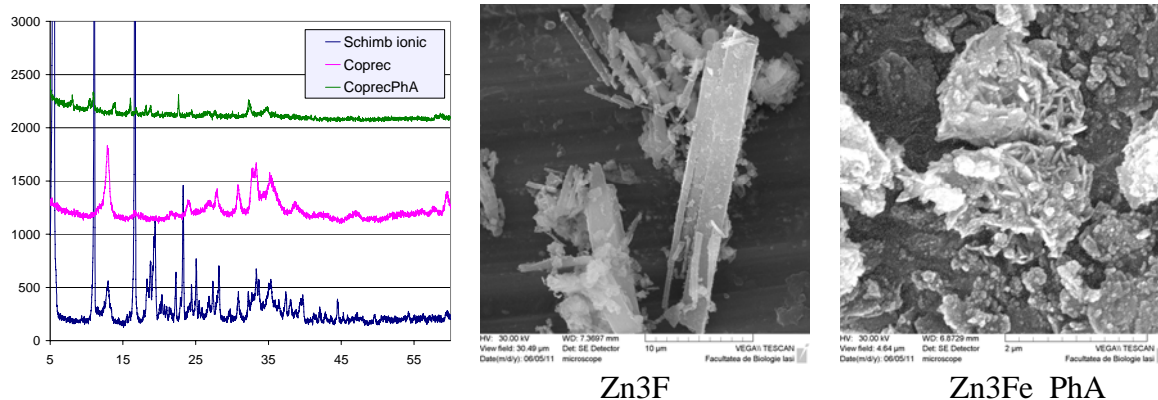 3000
2500
2000
1500
1000
500
0
5 15 25 35 45 55
Schimb ionic
Coprec
CoprecPhA
HV: 30.00 kV WD: 7.3697 mm
View field: 30.49 µm Det: SE Detector 10 µm VEGA\\ TESCAN
Date(m/d/y): 06/05/11 microscope Facultatea de Biologie Iasi
HV: 30.00 kV WD: 6.8729 mm
View field: 4.64 µm Det: SE Detector 2 µm VEGA\\ TESCAN
Date(m/d/y): 06/05/11 microscope Facultatea de Biologie Iasi
Zn3F Zn3Fe_PhA